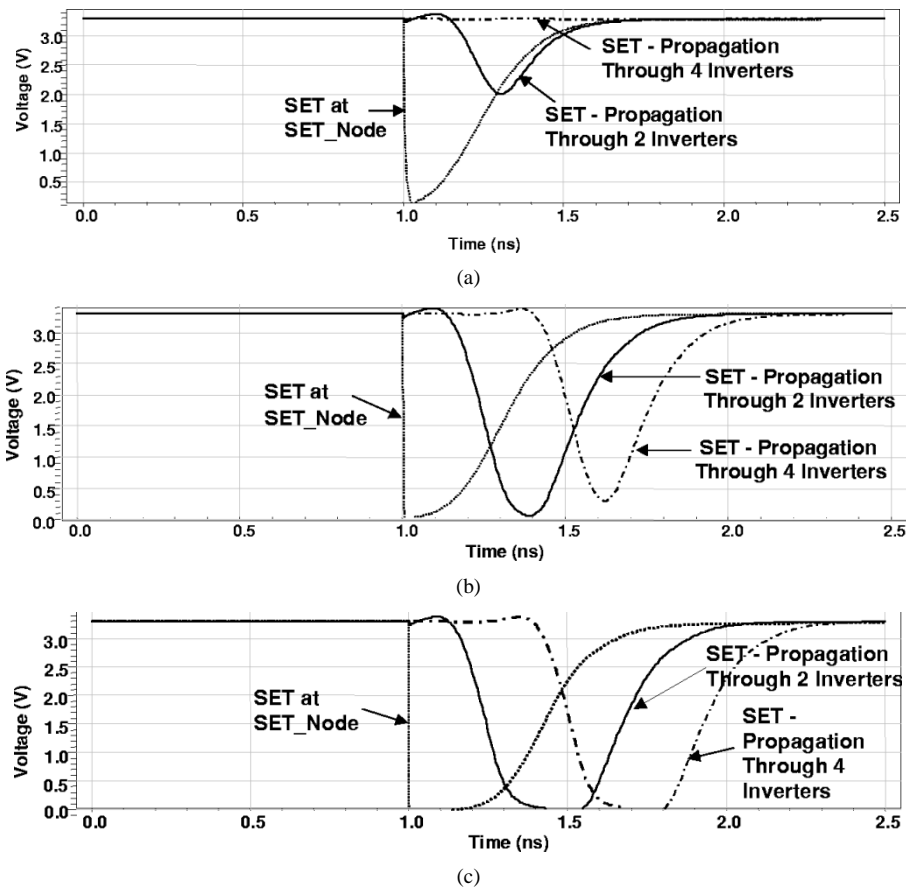 3.0
2.5
2.0
1.5
1.0
0.5
Voltage (V)
SET - Propagation
Through 4 Inverters
SET at
SET_Node
SET - Propagation
Through 2 Inverters
0.0 0.5 1.0 1.5 2.0 2.5
Time (ns)
(a)
3.0
2.5
2.0
1.5
1.0
0.5
0.0
Voltage (V)
SET at
SET_Node
SET - Propagation
Through 2 Inverters
SET - Propagation
Through 4 Inverters
0.0 0.5 1.0 1.5 2.0 2.5
Time (ns)
(b)
3.0
2.5
2.0
1.5
1.0
0.5
0.0
Voltage (V)
SET at
SET_Node
SET - Propagation
Through 2 Inverters
SET -
Propagation
Through 4
Inverters
0.0 0.5 1.0 1.5 2.0 2.5
Time (ns)
(c)